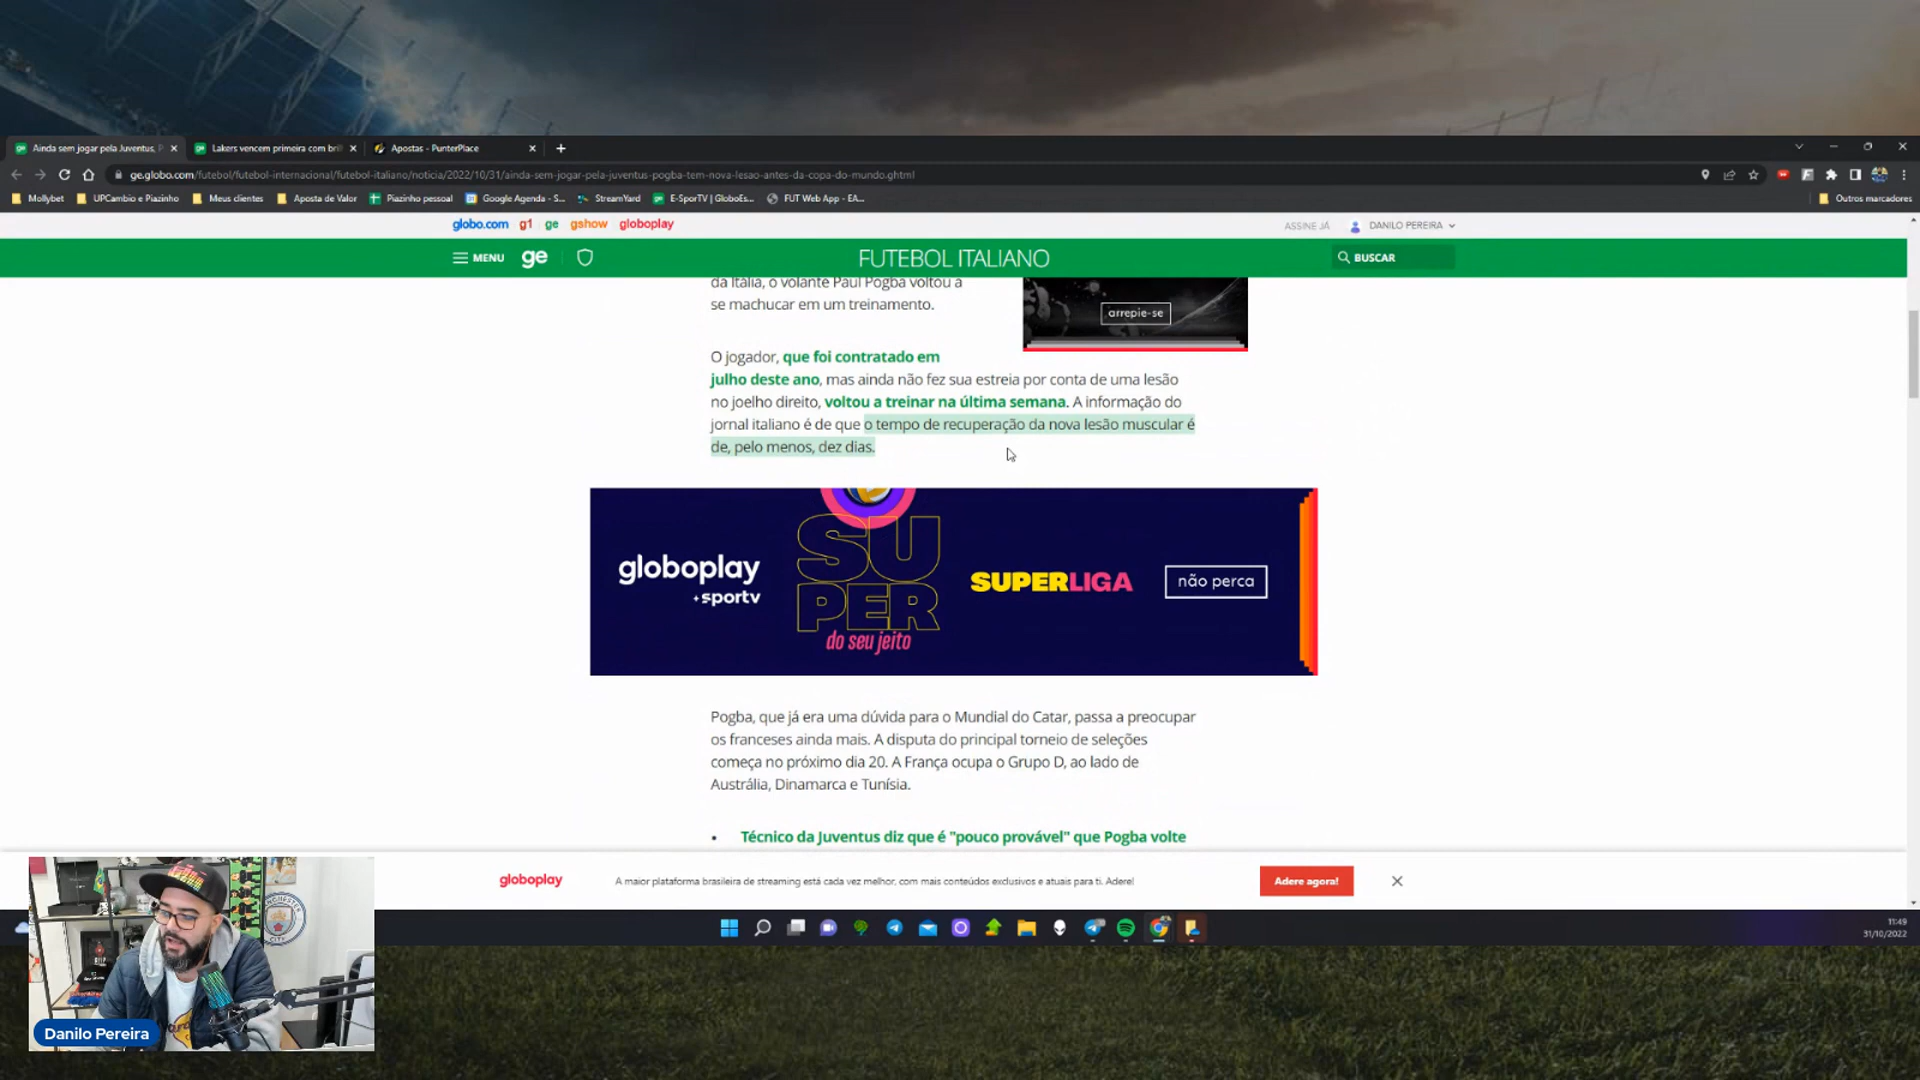 Ainda sem jogar pela Juventus, P
Lakers vencem primeira com bril
Apostas - PunterPlace
ge.globo.com/futebol/futebol-internacional/futebol-italiano/noticia/2022/10/31/ainda-sem-jogar-pela-juventus-pogba-tem-nova-lesao-antes-da-copa-do-mundo.ghtml
Mollybet
UPCambio e Piazinho
Meus clientes
Aposta de Valor
Piazinho pessoal
Google Agenda - S...
StreamYard
E-SporTV | GloboEs...
FUT Web App - EA...
Outros marcadores
globo.com g1 ge gshow globoplay
ASSINE JÁ
DANILO PEREIRA
MENU
ge
FUTEBOL ITALIANO
BUSCAR
da Itália, o volante Paul Pogba voltou a
se machucar em um treinamento.
arrepie-se
O jogador, que foi contratado em
julho deste ano, mas ainda não fez sua estreia por conta de uma lesão
no joelho direito, voltou a treinar na última semana. A informação do
jornal italiano é de que o tempo de recuperação da nova lesão muscular é
de, pelo menos, dez dias.
globoplay
+sportv
SU
PER
do seu jeito
SUPERLIGA
não perca
Pogba, que já era uma dúvida para o Mundial do Catar, passa a preocupar
os franceses ainda mais. A disputa do principal torneio de seleções
começa no próximo dia 20. A França ocupa o Grupo D, ao lado de
Austrália, Dinamarca e Tunísia.
• Técnico da Juventus diz que é "pouco provável" que Pogba volte
globoplay
A maior plataforma brasileira de streaming está cada vez melhor, com mais conteúdos exclusivos e atuais para ti. Adere!
Adere agora!
11:49
31/10/2022
CITY
Danilo Pereira